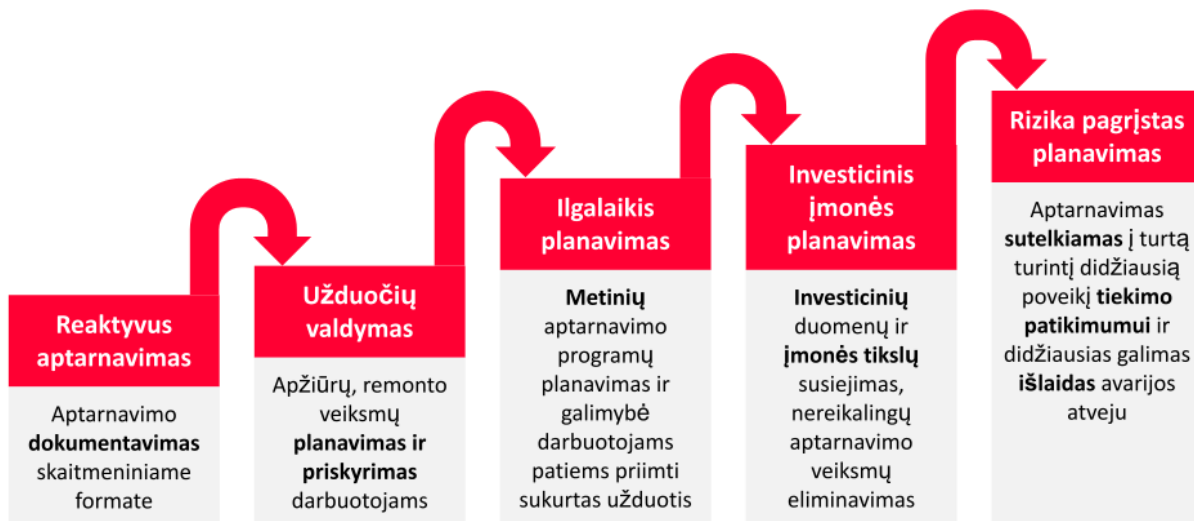 Reaktyvus
aptarnavimas
Aptarnavimo
dokumentavimas
skaitmeniniame
formate
Užduočių
valdymas
Apžiūrų, remonto
veiksmų
planavimas ir
priskyrimas
darbuotojams
Ilgalaikis
planavimas
Metinių
aptarnavimo
programų
planavimas ir
galimybė
darbuotojams
patiems priimti
sukurtas užduotis
Investicinis
įmonės
planavimas
Investicinių
duomenų ir
įmonės tikslų
susiejimas,
nereikalingų
aptarnavimo
veiksmų
eliminavimas
Rizika pagrįstas
planavimas
Aptarnavimas
sutelkiamas į turtą
turintį didžiausią
poveikį tiekimo
patikimumui ir
didžiausias galimas
išlaidas avarijos
atveju